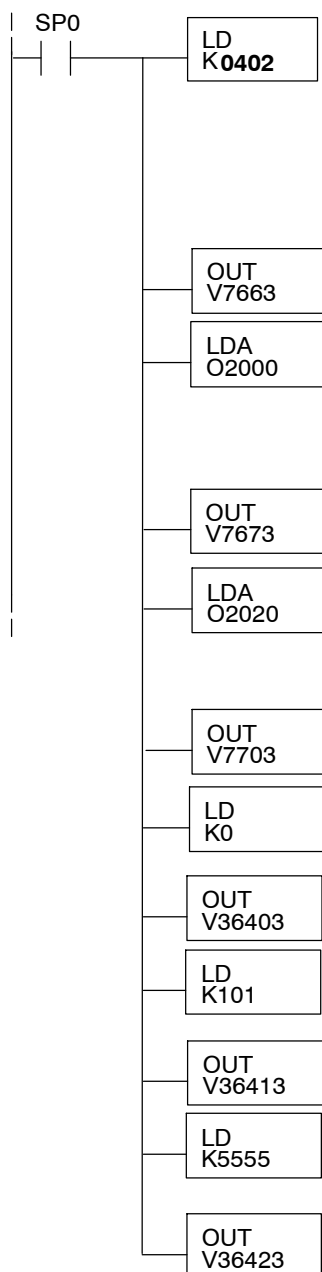 SP0
LD
K0402
OUT
V7663
LDA
O2000
OUT
V7673
LDA
O2020
OUT
V7703
LD
K0
OUT
V36403
LD
K101
OUT
V36413
LD
K5555
OUT
V36423